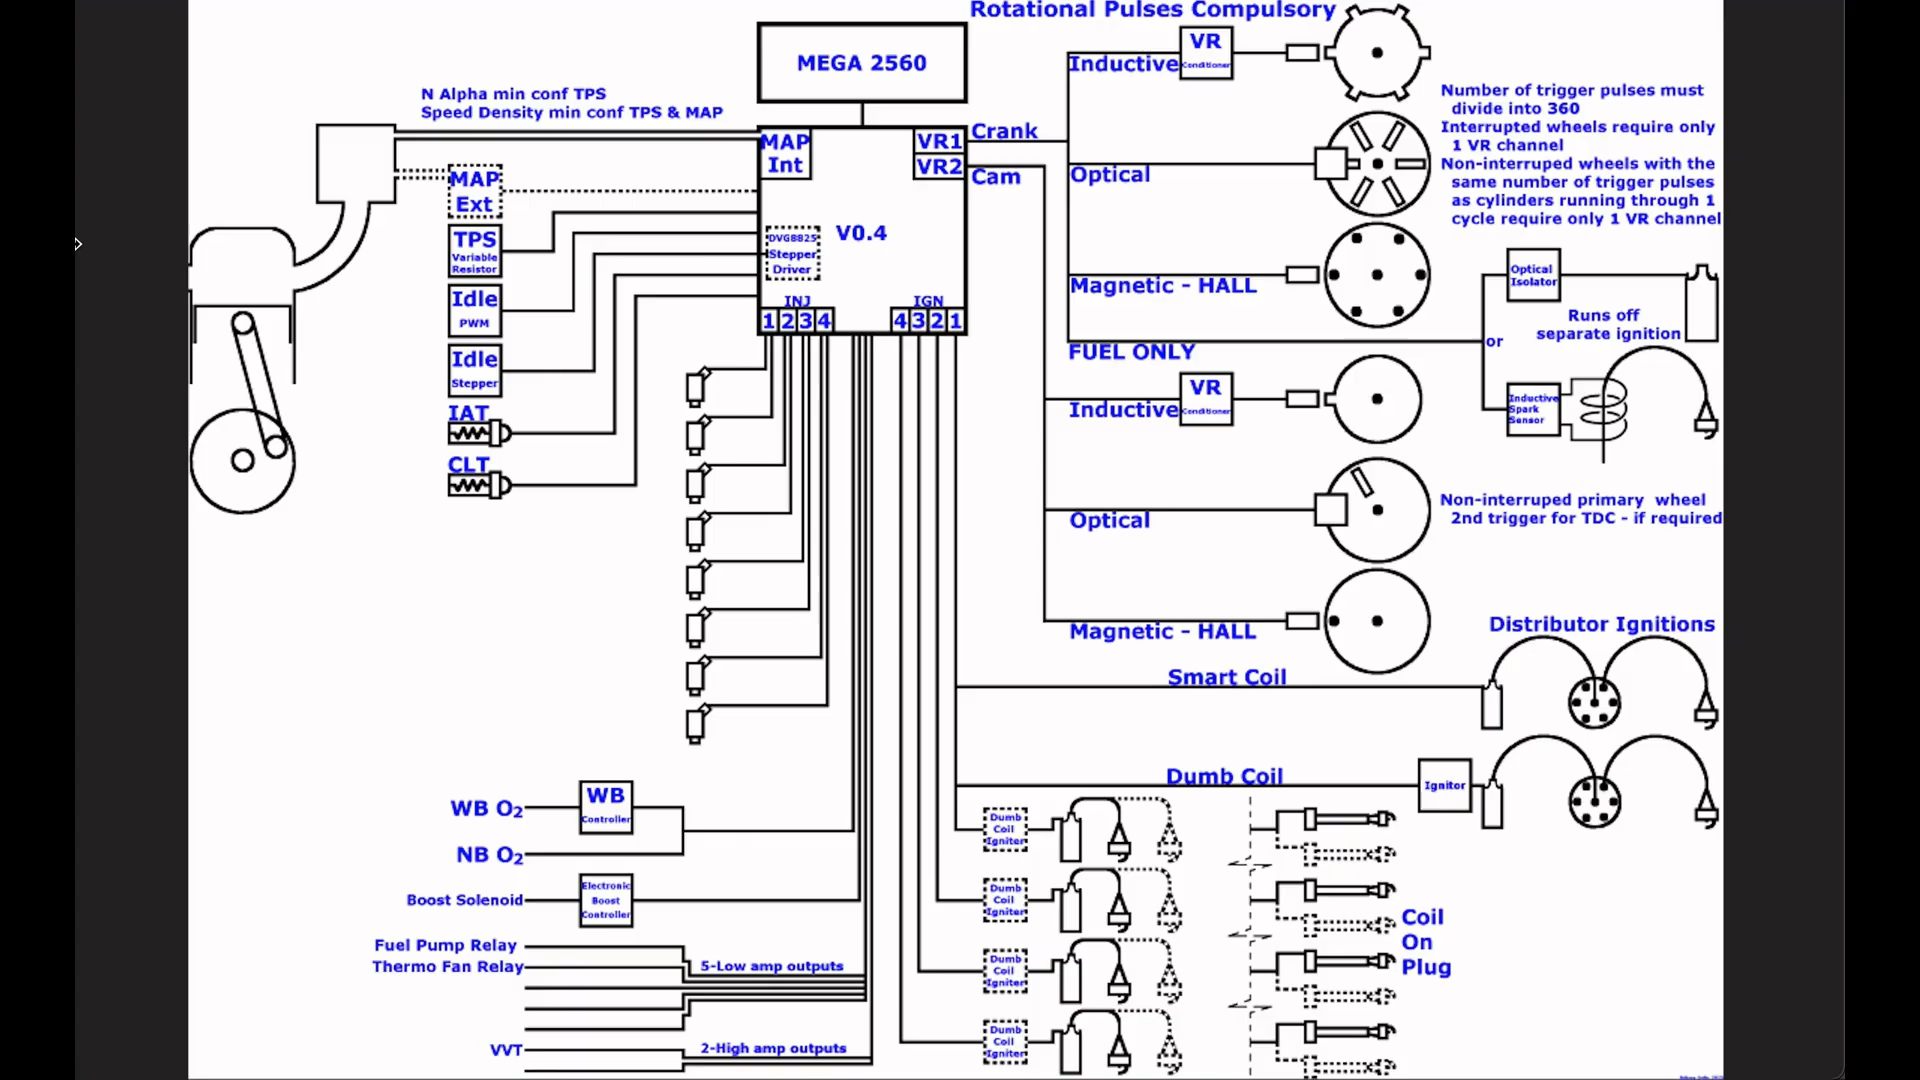 Rotational Pulses Compulsory
MEGA 2560
N Alpha min conf TPS
Speed Density min conf TPS & MAP
MAP
Int
VR1
VR2
Crank
Cam
V0.4
DVG8825
Stepper
Driver
INJ
1 2 3 4
IGN
4 3 2 1
MAP
Ext
TPS
Variable
Resistor
Idle
PWM
Idle
Stepper
IAT
CLT
Inductive
VR
Conditioner
Optical
Magnetic - HALL
FUEL ONLY
Number of trigger pulses must
divide into 360
Interrupted wheels require only
1 VR channel
Non-interruped wheels with the
same number of trigger pulses
as cylinders running through 1
cycle require only 1 VR channel
Optical
Isolator
Runs off
separate ignition
or
Inductive
Spark
Sensor
Inductive
VR
Conditioner
Optical
Non-interruped primary wheel
2nd trigger for TDC - if required
Magnetic - HALL
Distributor Ignitions
Smart Coil
Dumb Coil
Ignitor
WB O2
WB
Controller
NB O2
Boost Solenoid
Electronic
Boost
Controller
Fuel Pump Relay
Thermo Fan Relay
5-Low amp outputs
VVT
2-High amp outputs
Dumb
Coil
Igniter
Dumb
Coil
Igniter
Dumb
Coil
Igniter
Dumb
Coil
Igniter
Coil
On
Plug